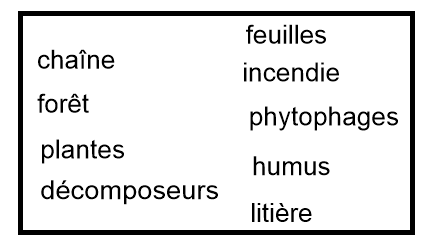 chaîne
forêt
plantes
décomposeurs
feuilles
incendie
phytophages
humus
litière